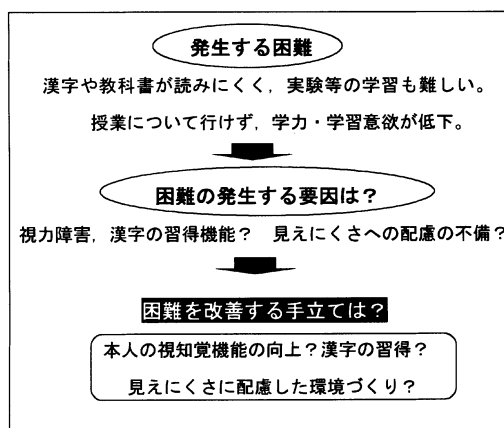 発生する困難
漢字や教科書が読みにくく，実験等の学習も難しい。
授業について行けず，学力・学習意欲が低下。
困難の発生する要因は？
視力障害，漢字の習得機能？　見えにくさへの配慮の不備？
困難を改善する手立ては？
本人の視知覚機能の向上？漢字の習得？
見えにくさに配慮した環境づくり？